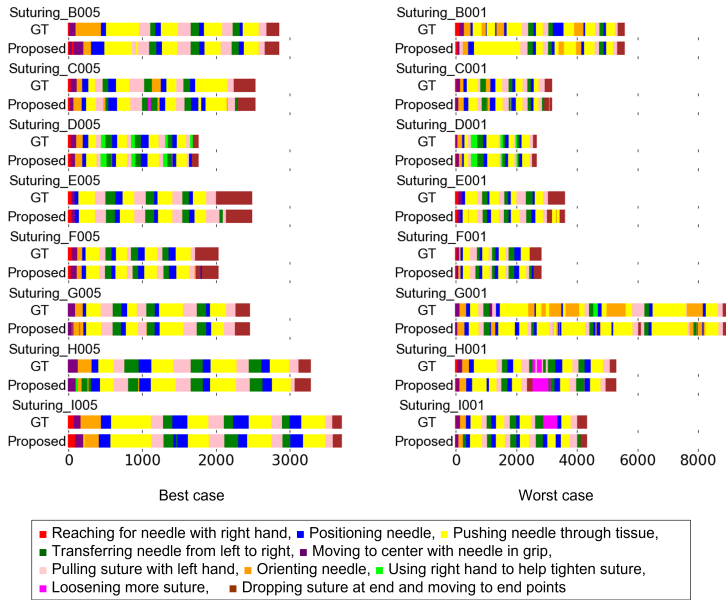 Suturing_B005
GT
Proposed
Suturing_C005
GT
Proposed
Suturing_D005
GT
Proposed
Suturing_E005
GT
Proposed
Suturing_F005
GT
Proposed
Suturing_G005
GT
Proposed
Suturing_H005
GT
Proposed
Suturing_I005
GT
Proposed
0 1000 2000 3000
Best case
Suturing_B001
GT
Proposed
Suturing_C001
GT
Proposed
Suturing_D001
GT
Proposed
Suturing_E001
GT
Proposed
Suturing_F001
GT
Proposed
Suturing_G001
GT
Proposed
Suturing_H001
GT
Proposed
Suturing_I001
GT
Proposed
0 2000 4000 6000 8000
Worst case
Reaching for needle with right hand, Positioning needle, Pushing needle through tissue,
Transferring needle from left to right, Moving to center with needle in grip,
Pulling suture with left hand, Orienting needle, Using right hand to help tighten suture,
Loosening more suture, Dropping suture at end and moving to end points